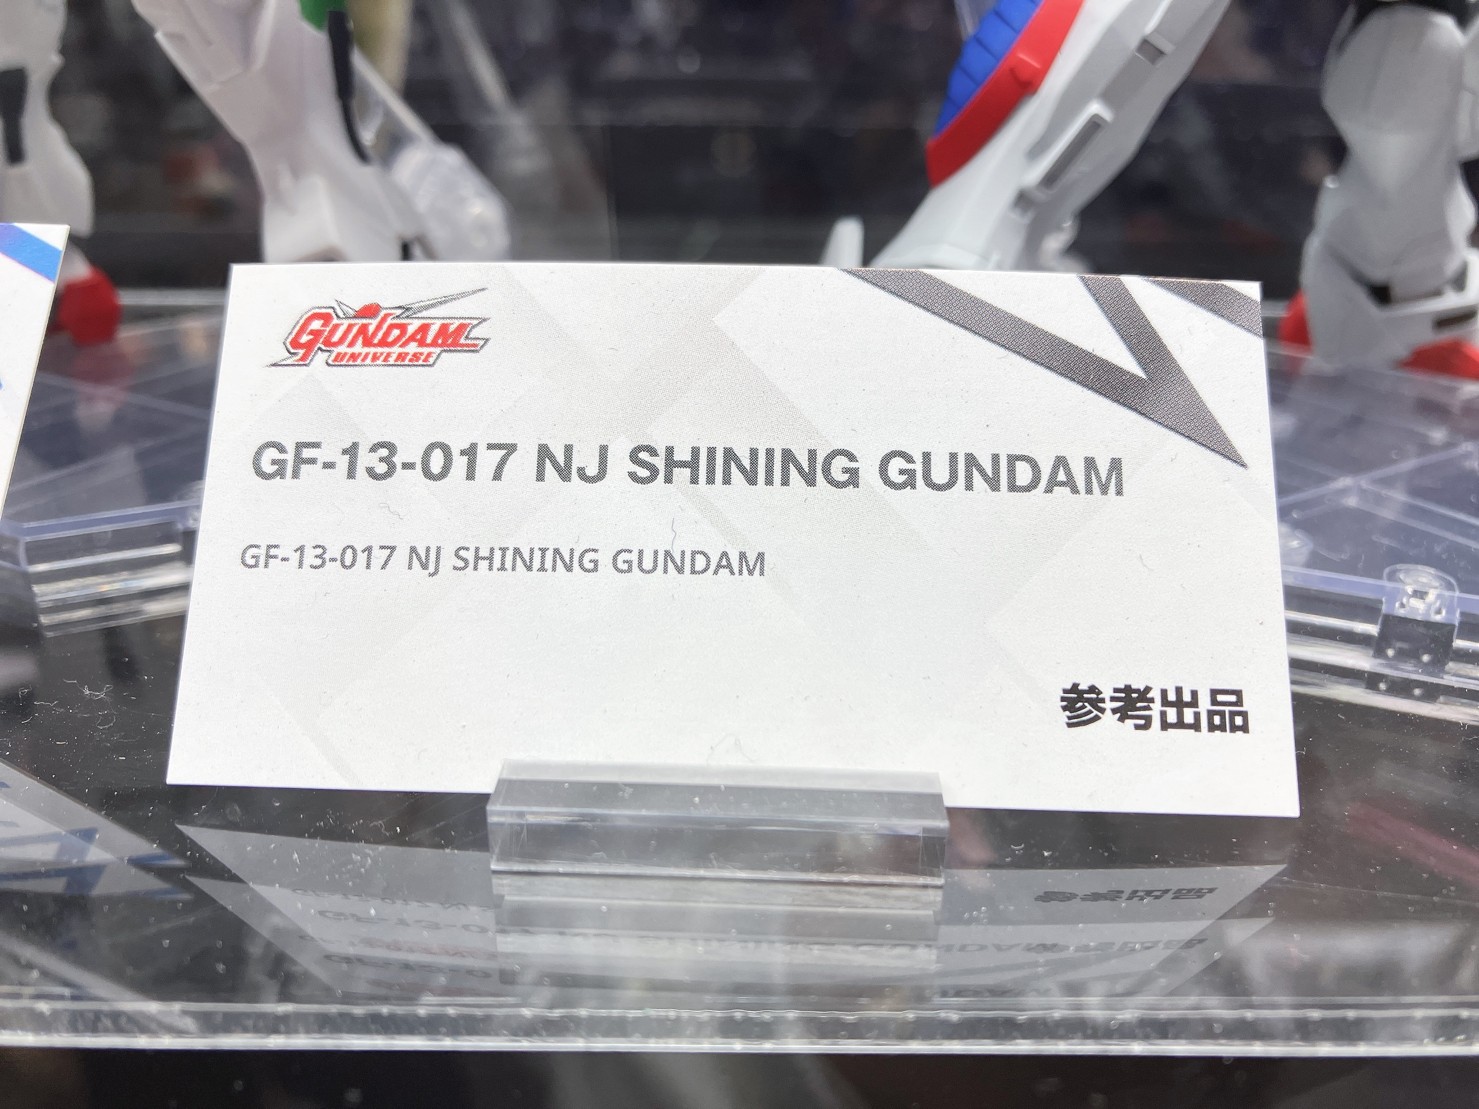 GUNDAM
UNIVERSE
GF-13-017 NJ SHINING GUNDAM
GF-13-017 NJ SHINING GUNDAM
参考出品